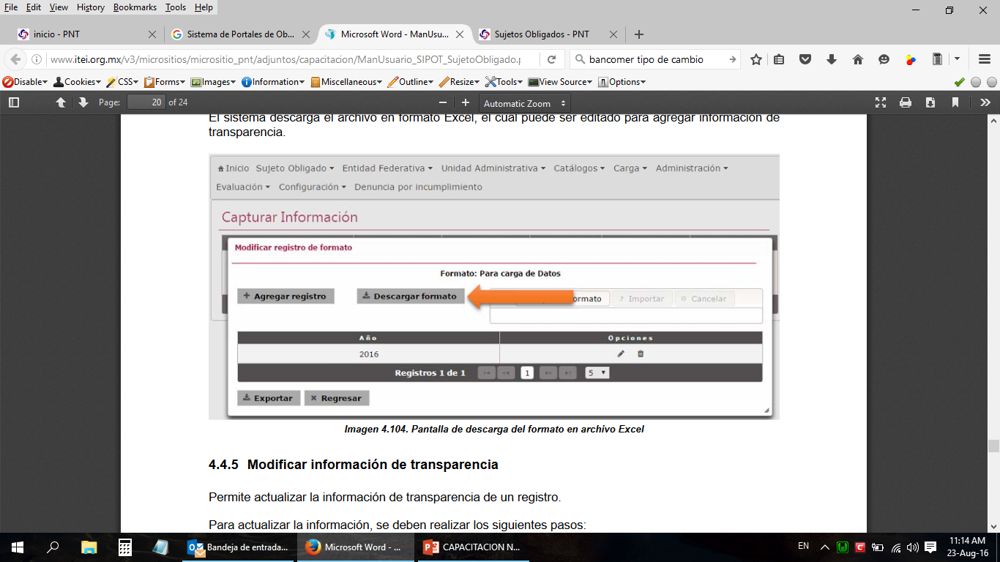 File Edit View History Bookmarks Tools Help
inicio - PNT
Sistema de Portales de Ob...
Microsoft Word - ManUsu...
Sujetos Obligados - PNT
www.itei.org.mx/v3/micrositios/micrositio_pnt/adjuntos/capacitacion/ManUsuario_SIPOT_SujetoObligado.
bancomer tipo de cambio
Disable Cookies CSS Forms Images Information Miscellaneous Outline Resize Tools View Source Options
Page: 20 of 24
Automatic Zoom
El sistema descarga el archivo en formato Excel, el cual puede ser editado para agregar información de
transparencia.
Inicio Sujeto Obligado Entidad Federativa Unidad Administrativa Catálogos Carga Administración
Evaluación Configuración Denuncia por incumplimiento
Capturar Información
Modificar registro de formato
Formato: Para carga de Datos
Agregar registro Descargar formato ormato Importar Cancelar
Año Opciones
2016
Registros 1 de 1 1 5
Exportar Regresar
Imagen 4.104. Pantalla de descarga del formato en archivo Excel
4.4.5 Modificar información de transparencia
Permite actualizar la información de transparencia de un registro.
Para actualizar la información, se deben realizar los siguientes pasos:
Bandeja de entrada...
Microsoft Word - ...
CAPACITACION N...
EN
11:14 AM
23-Aug-16